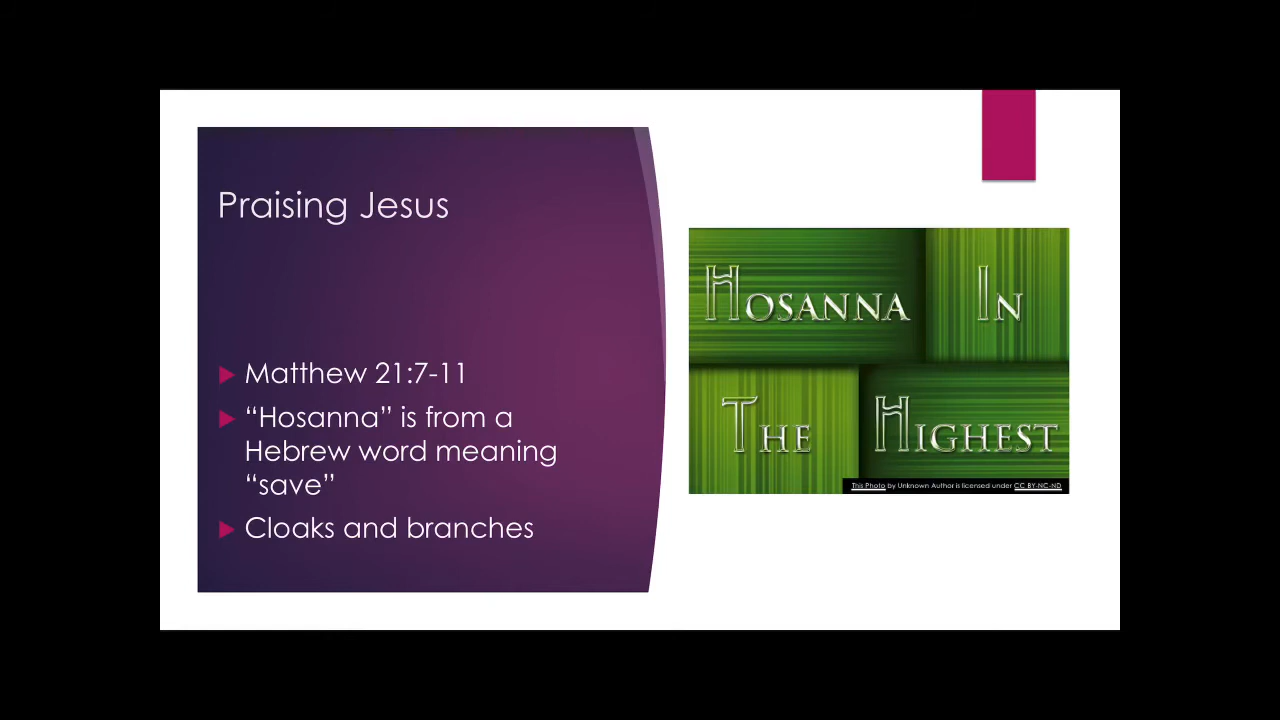 Praising Jesus
Matthew 21:7-11
“Hosanna” is from a
Hebrew word meaning
“save”
Cloaks and branches
Hosanna In
The Highest
This Photo by Unknown Author is licensed under CC BY-NC-ND